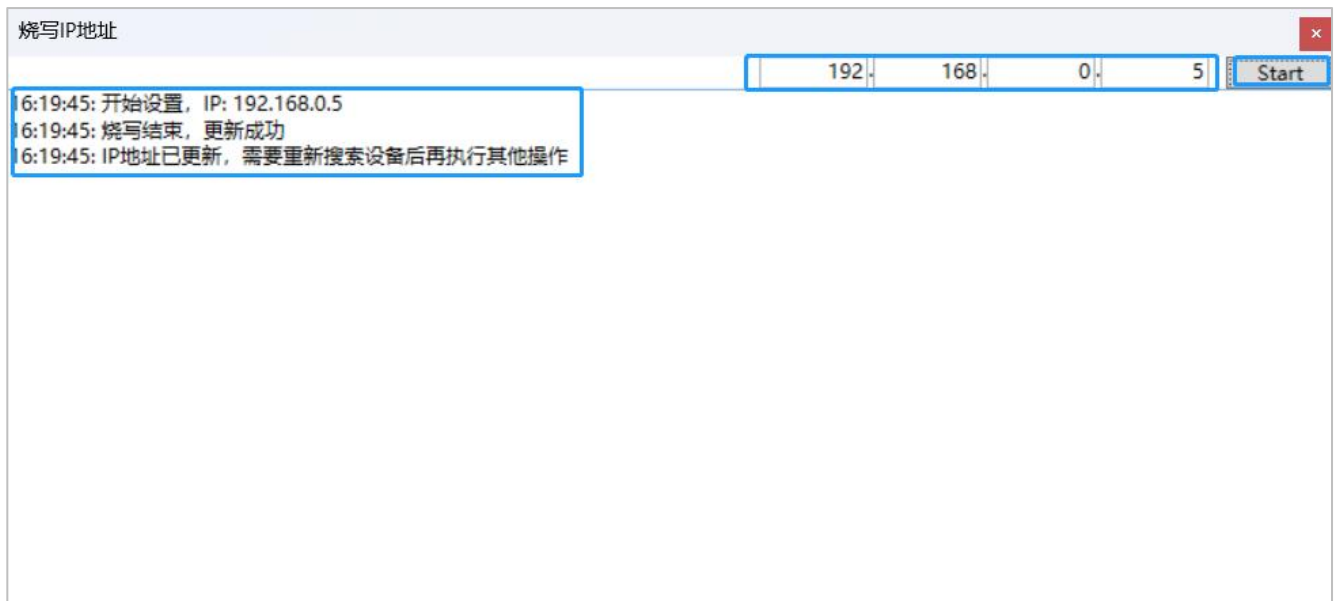 烧写IP地址
192. 168. 0. 5 Start
16:19:45: 开始设置，IP: 192.168.0.5
16:19:45: 烧写结束，更新成功
16:19:45: IP地址已更新，需要重新搜索设备后再执行其他操作